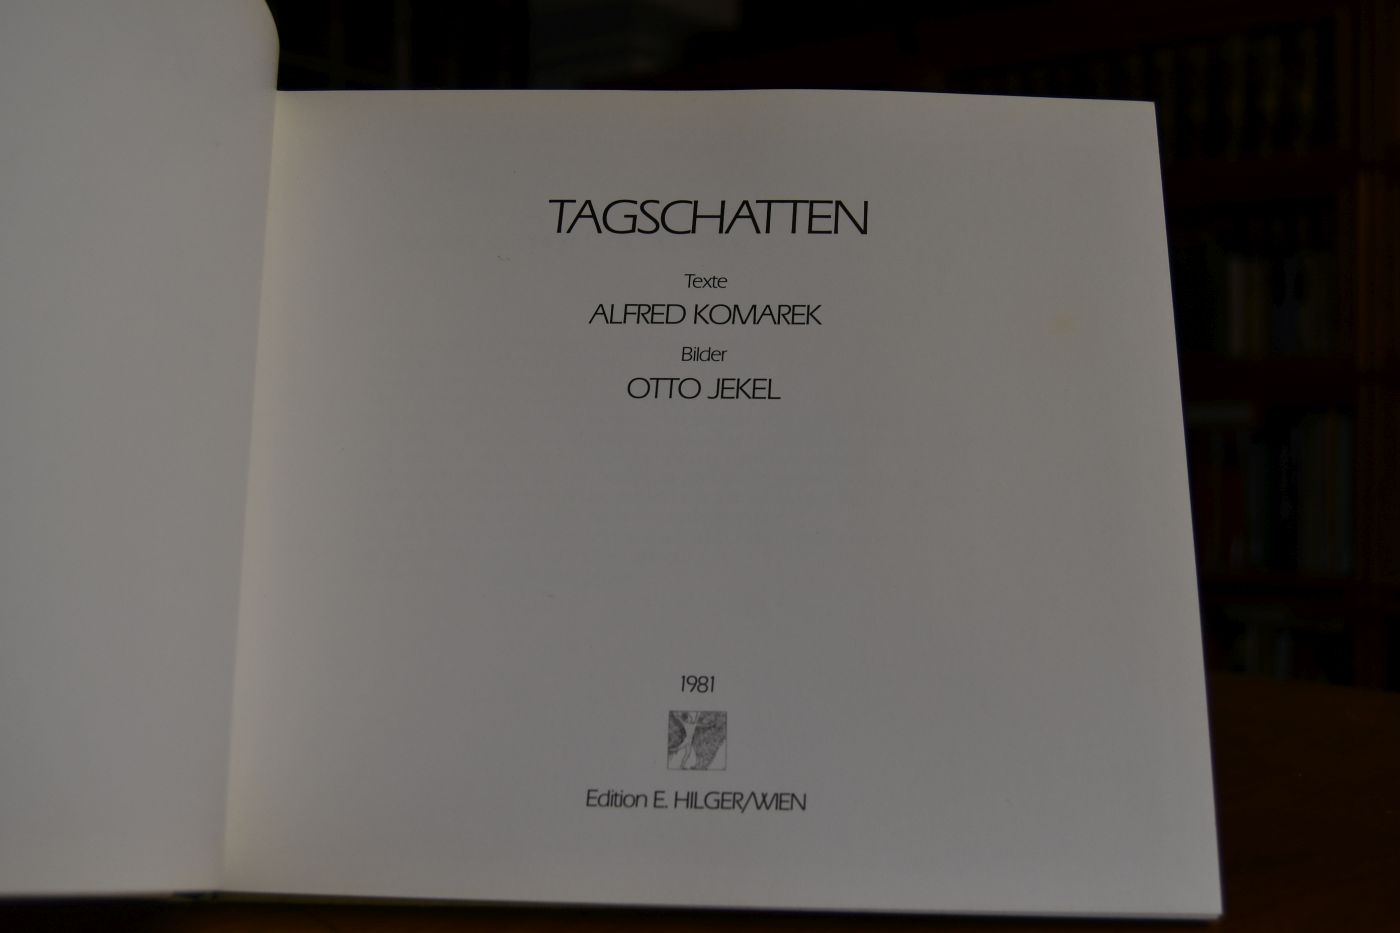 TAGSCHATTEN
Texte
ALFRED KOMAREK
Bilder
OTTO JEKEL
1981
Edition E. HILGER/WIEN